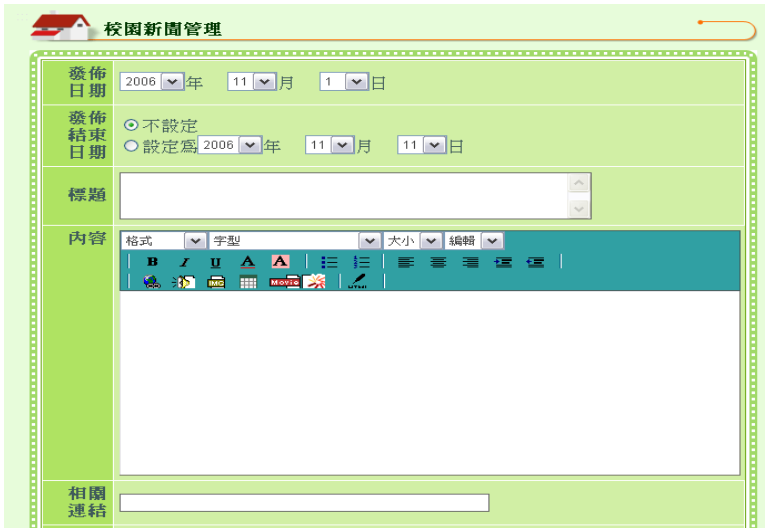 校園新聞管理
發佈
日期
2006 年 11 月 1 日
發佈
結束
日期
不設定
設定為 2006 年 11 月 11 日
標題
內容
格式 字型 大小 編輯
B I U A A
IMG Movie HTML
相關
連結